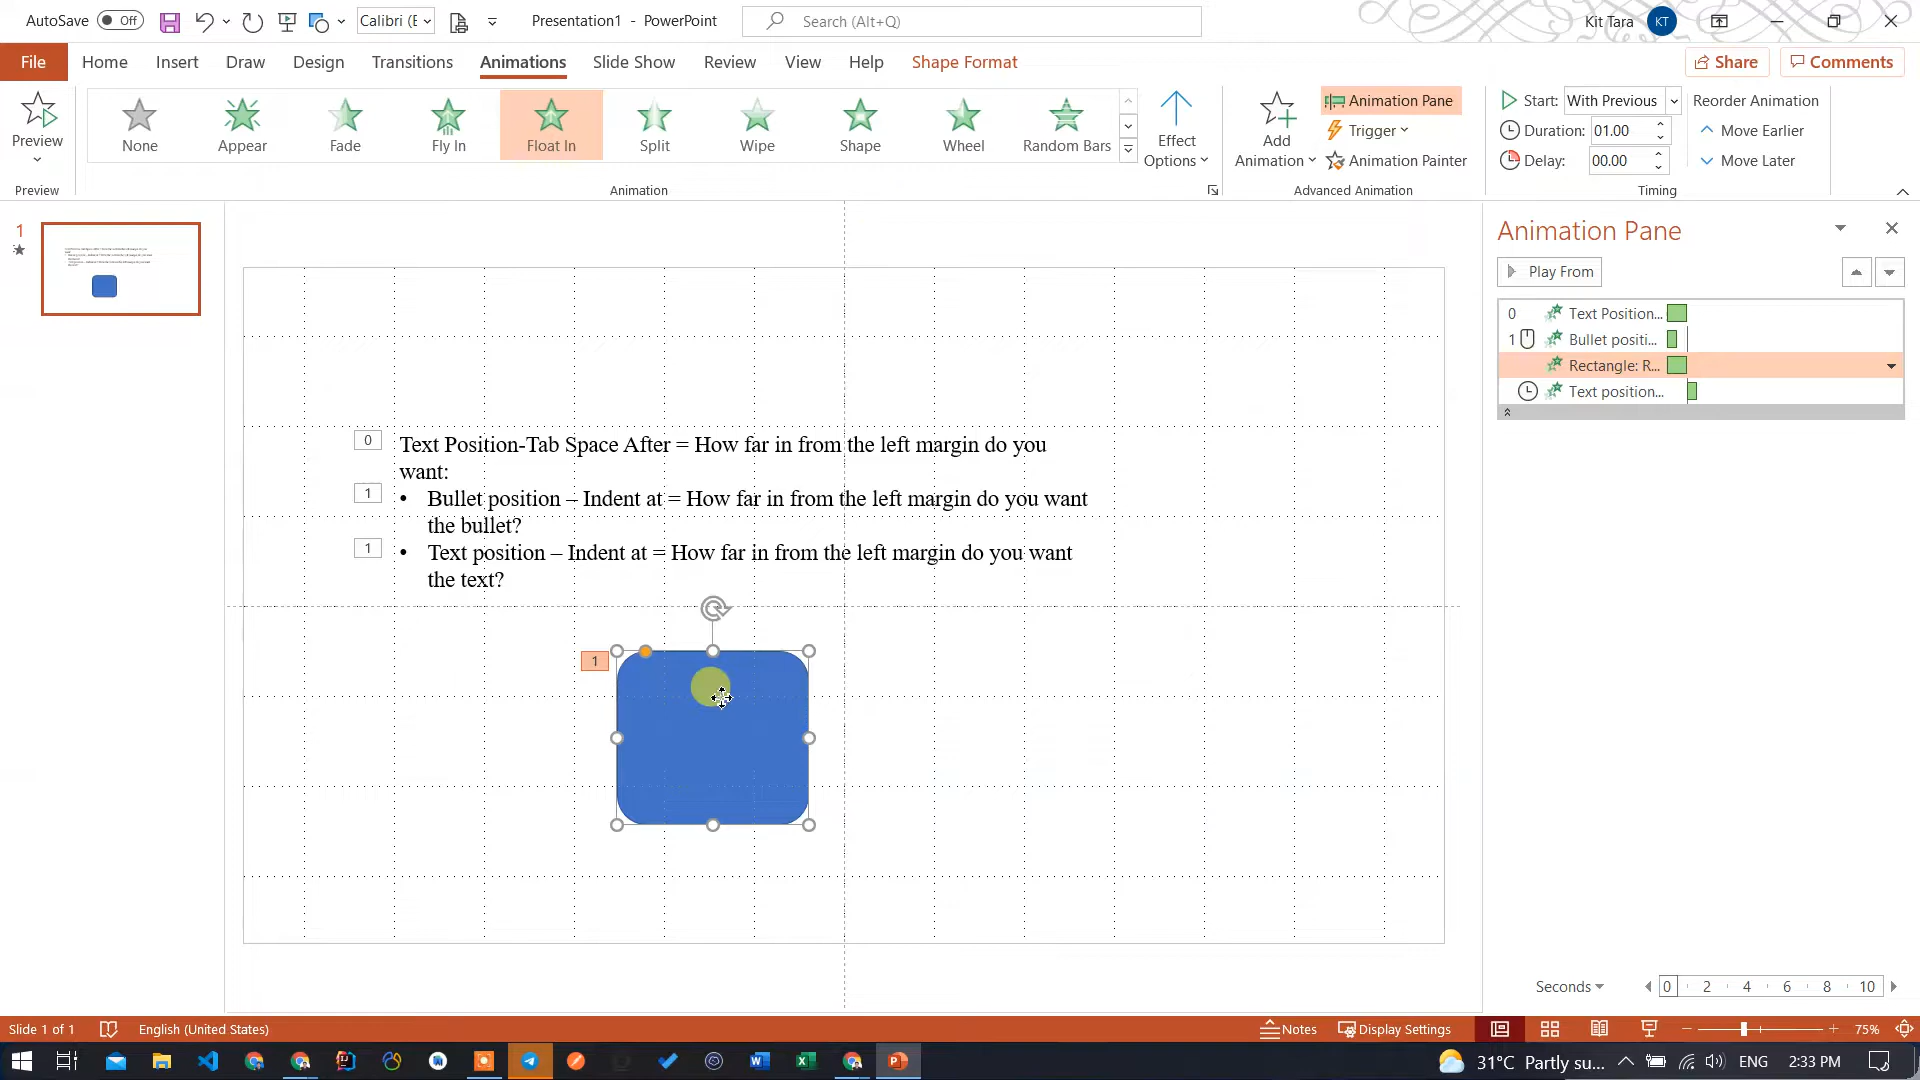 AutoSave Off Calibri (E Presentation1 - PowerPoint Search (Alt+Q) Kit Tara KT
File Home Insert Draw Design Transitions Animations Slide Show Review View Help Shape Format Share Comments
Preview
None Appear Fade Fly In Float In Split Wipe Shape Wheel Random Bars
Effect Options
Add Animation
Animation Pane
Trigger
Animation Painter
Start: With Previous
Duration: 01.00
Delay: 00.00
Reorder Animation
Move Earlier
Move Later
Preview Animation Advanced Animation Timing
1
0 Text Position-Tab Space After = How far in from the left margin do you
want:
1 • Bullet position – Indent at = How far in from the left margin do you want
the bullet?
1 • Text position – Indent at = How far in from the left margin do you want
the text?
1
Animation Pane
Play From
0 Text Position...
1 Bullet positi...
Rectangle: R...
Text position...
Seconds 0 2 4 6 8 10
Slide 1 of 1 English (United States) Notes Display Settings 75%
31°C Partly su... ENG 2:33 PM